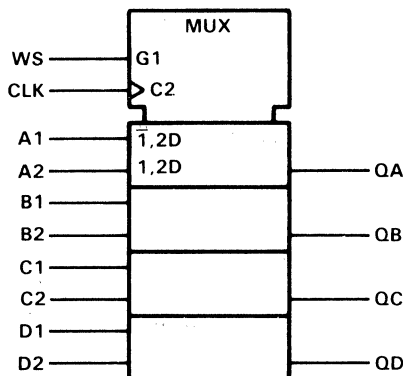 MUX
WS G1
CLK C2
A1 1̅,2D
A2 1,2D QA
B1
B2 QB
C1
C2 QC
D1
D2 QD